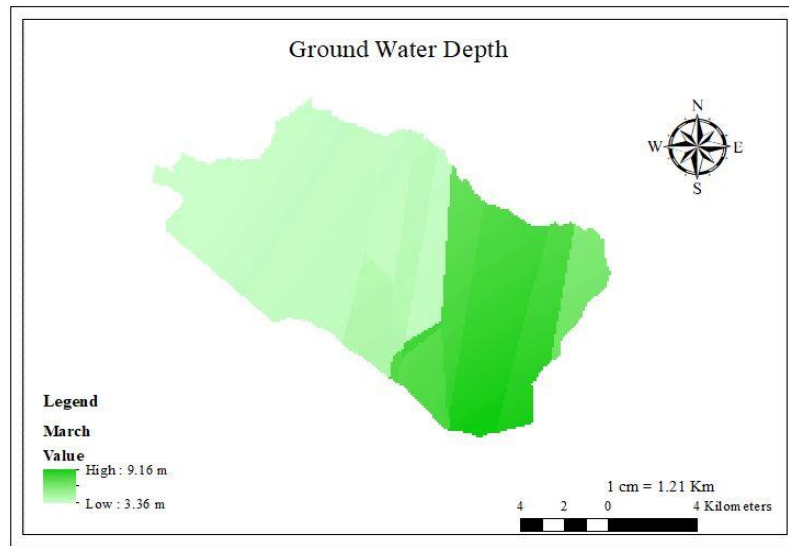 Ground Water Depth
N
W E
S
Legend
March
Value
High : 9.16 m
Low : 3.36 m
1 cm = 1.21 Km
4 2 0 4 Kilometers